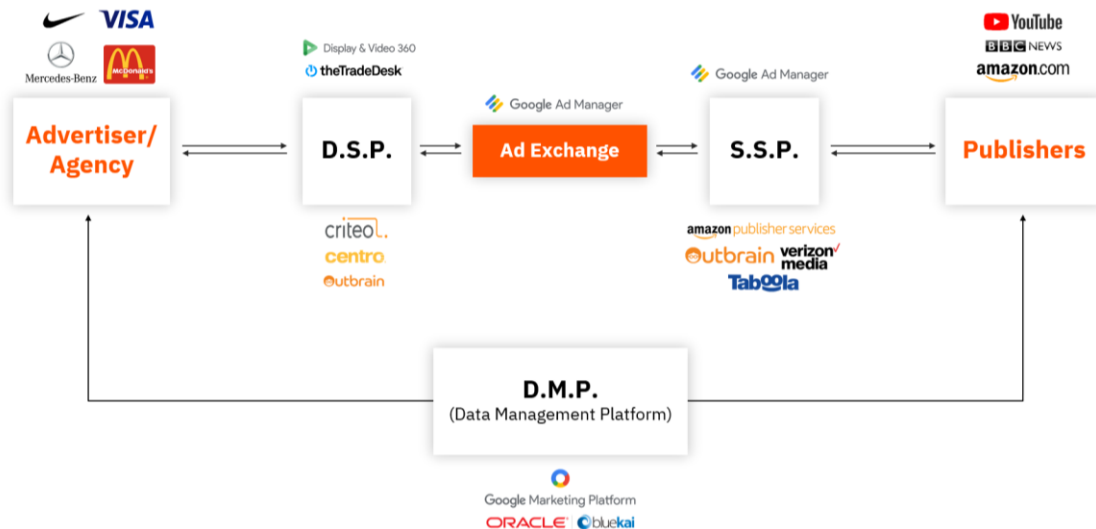 VISA
Mercedes-Benz
McDonald's
Advertiser/
Agency
Display & Video 360
theTradeDesk
D.S.P.
criteol.
centro
Outbrain
Google Ad Manager
Ad Exchange
Google Ad Manager
S.S.P.
amazon publisher services
Outbrain verizon✓
media
Taboola
YouTube
BBC NEWS
amazon.com
Publishers
D.M.P.
(Data Management Platform)
Google Marketing Platform
ORACLE bluekai